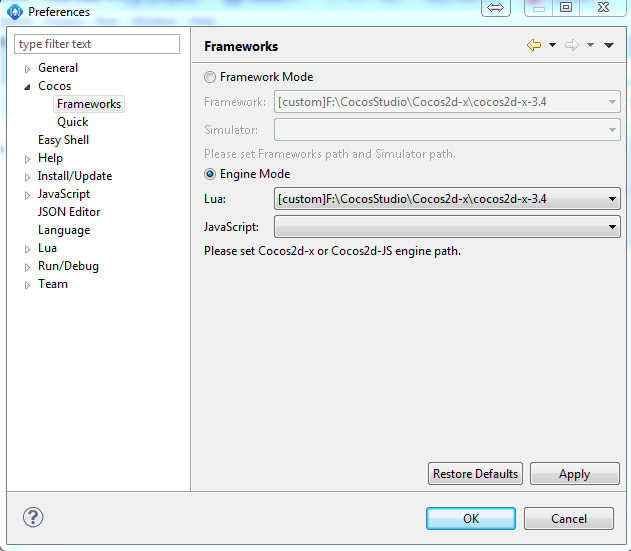 Preferences
type filter text
General
Cocos
Frameworks
Quick
Easy Shell
Help
Install/Update
JavaScript
JSON Editor
Language
Lua
Run/Debug
Team
Frameworks
Framework Mode
Framework: [custom]F:\CocosStudio\Cocos2d-x\cocos2d-x-3.4
Simulator:
Please set Frameworks path and Simulator path.
Engine Mode
Lua: [custom]F:\CocosStudio\Cocos2d-x\cocos2d-x-3.4
JavaScript:
Please set Cocos2d-x or Cocos2d-JS engine path.
Restore Defaults Apply
? OK Cancel